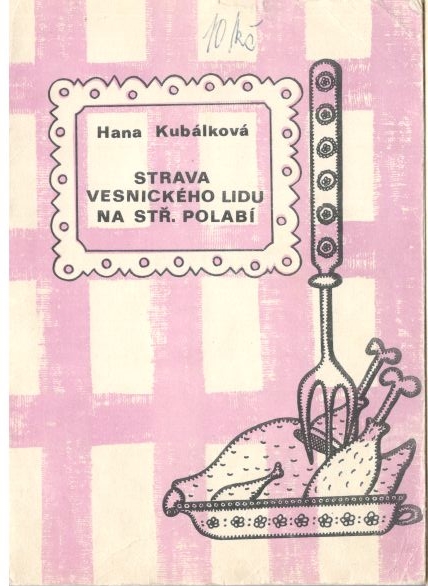 10 kč
Hana Kubálková
STRAVA
VESNICKÉHO LIDU
NA STŘ. POLABÍ